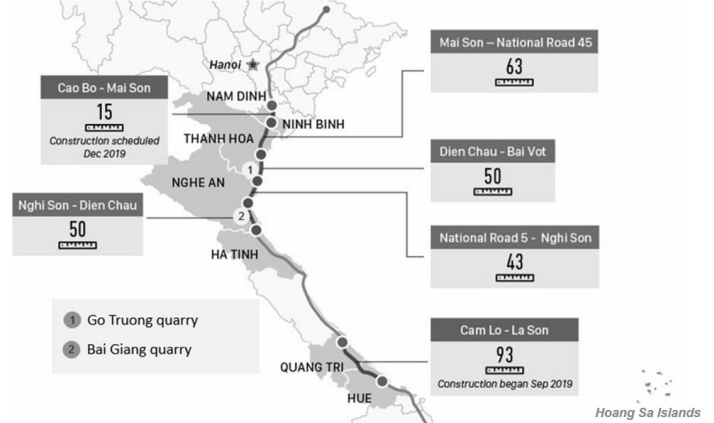 Hanoi
Cao Bo - Mai Son
15
Construction scheduled
Dec 2019
NAM DINH
NINH BINH
THANH HOA
1
NGHE AN
2
Nghi Son - Dien Chau
50
HA TINH
1 Go Truong quarry
2 Bai Giang quarry
QUANG TRI
HUE
Mai Son – National Road 45
63
Dien Chau - Bai Vot
50
National Road 5 - Nghi Son
43
Cam Lo - La Son
93
Construction began Sep 2019
Hoang Sa Islands